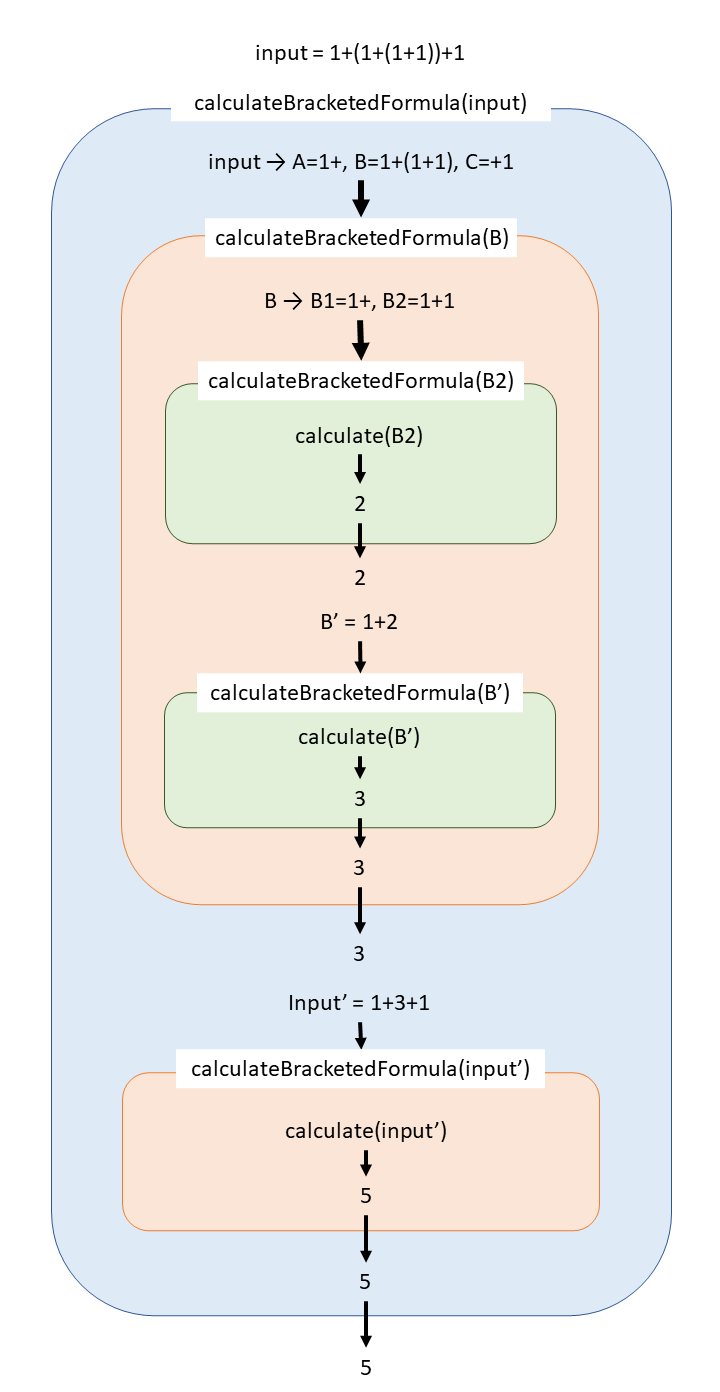 input = 1+(1+(1+1))+1
calculateBracketedFormula(input)
input → A=1+, B=1+(1+1), C=+1
calculateBracketedFormula(B)
B → B1=1+, B2=1+1
calculateBracketedFormula(B2)
calculate(B2)
2
2
B’ = 1+2
calculateBracketedFormula(B’)
calculate(B’)
3
3
3
Input’ = 1+3+1
calculateBracketedFormula(input’)
calculate(input’)
5
5
5